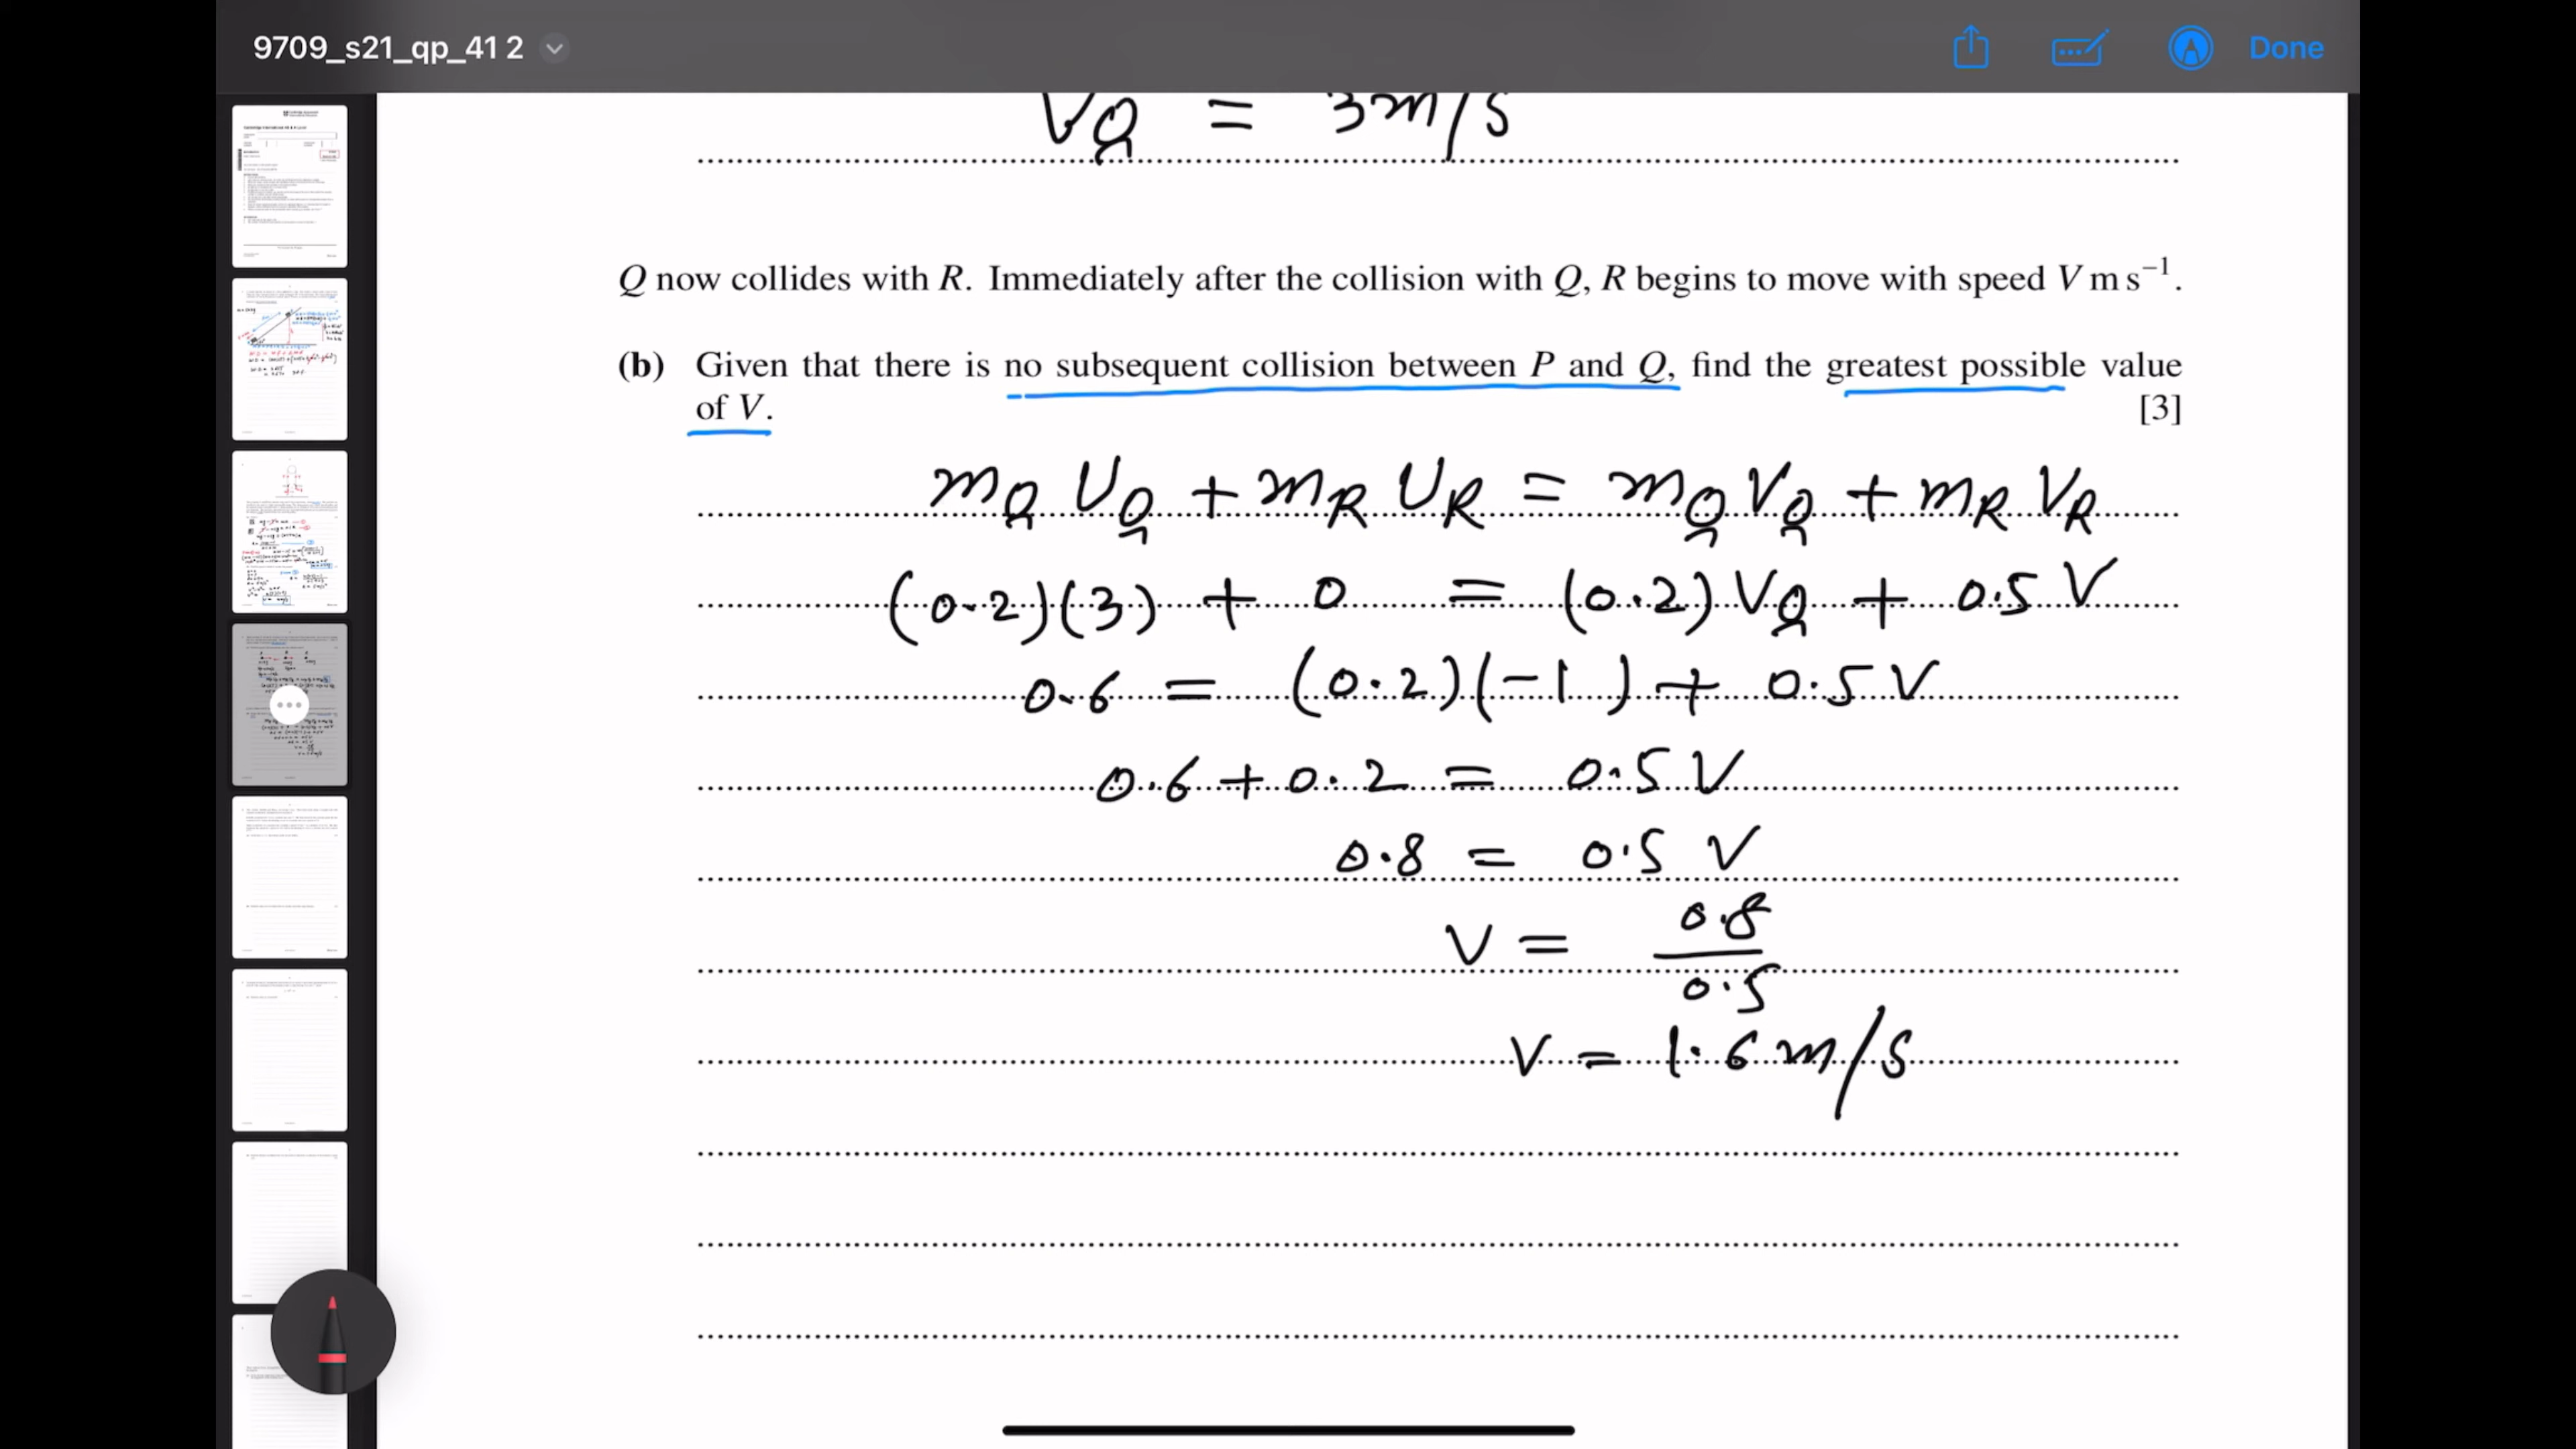 9709_s21_qp_41 2
Done
VQ = 3m/s
Q now collides with R. Immediately after the collision with Q, R begins to move with speed V m s⁻¹.
(b) Given that there is no subsequent collision between P and Q, find the greatest possible value
of V. [3]
mQ UQ + mR UR = mQ VQ + mR VR
(0.2)(3) + 0 = (0.2) VQ + 0.5 V
0.6 = (0.2)(-1) + 0.5 V
0.6 + 0.2 = 0.5 V
0.8 = 0.5 V
V = 0.8
0.5
V = 1.6 m/s